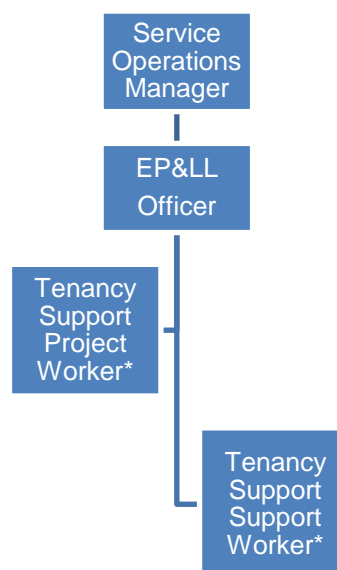 Service
Operations
Manager
EP&LL
Officer
Tenancy
Support
Project
Worker*
Tenancy
Support
Support
Worker*